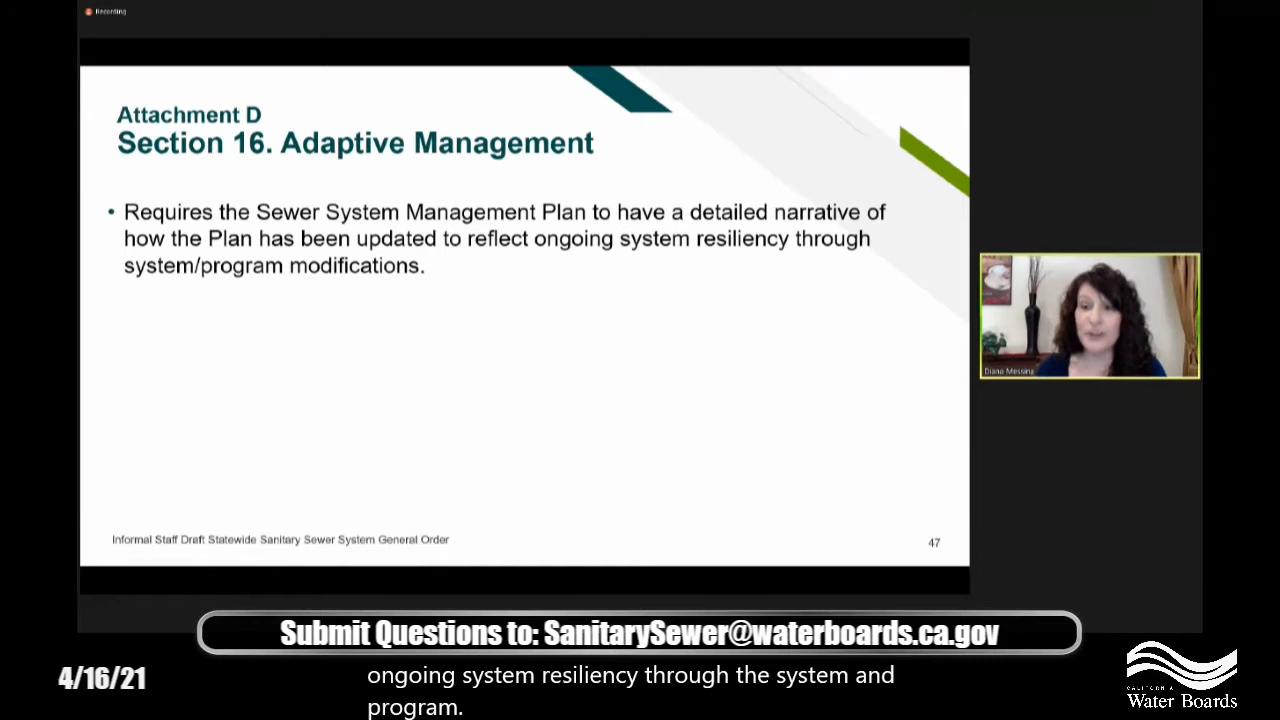 Recording
Attachment D
Section 16. Adaptive Management
• Requires the Sewer System Management Plan to have a detailed narrative of
how the Plan has been updated to reflect ongoing system resiliency through
system/program modifications.
Informal Staff Draft Statewide Sanitary Sewer System General Order
47
Diana Messina
Submit Questions to: SanitarySewer@waterboards.ca.gov
4/16/21
ongoing system resiliency through the system and
program.
CALIFORNIA
Water Boards